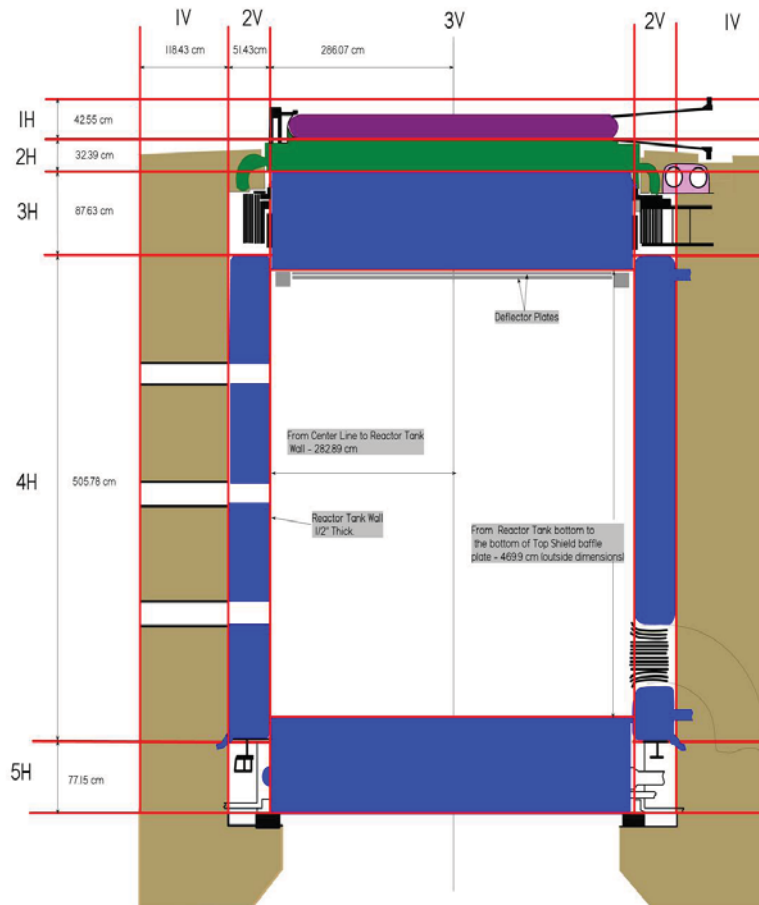 1V 2V 3V 2V 1V
118.43 cm 51.43cm 286.07 cm
1H 42.55 cm
2H 32.39 cm
3H 87.63 cm
Deflector Plates
From Center Line to Reactor Tank
Wall - 282.89 cm
4H 505.78 cm
Reactor Tank Wall
1/2" Thick.
From Reactor Tank bottom to
the bottom of Top Shield baffle
plate - 469.9 cm (outside dimensions)
5H 77.15 cm